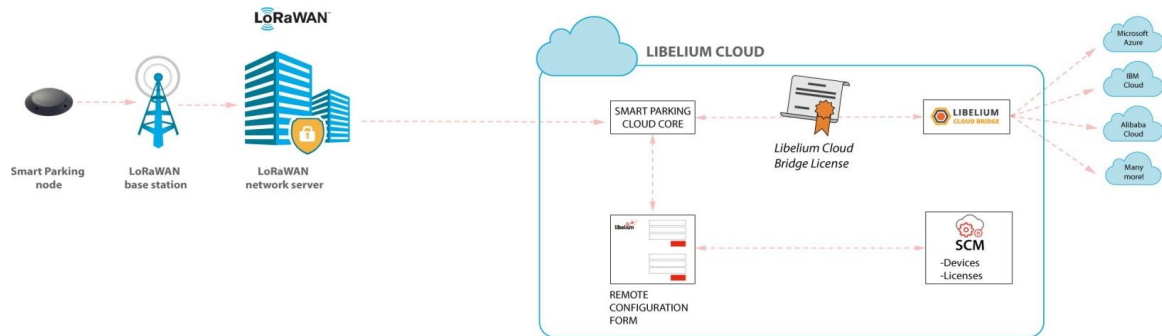 LoRaWAN™
Smart Parking
node
LoRaWAN
base station
LoRaWAN
network server
LIBELIUM CLOUD
SMART PARKING
CLOUD CORE
Libelium Cloud
Bridge License
LIBELIUM
CLOUD BRIDGE
Microsoft
Azure
IBM
Cloud
Alibaba
Cloud
Many
more!
libelium
REMOTE
CONFIGURATION
FORM
SCM
-Devices
-Licenses